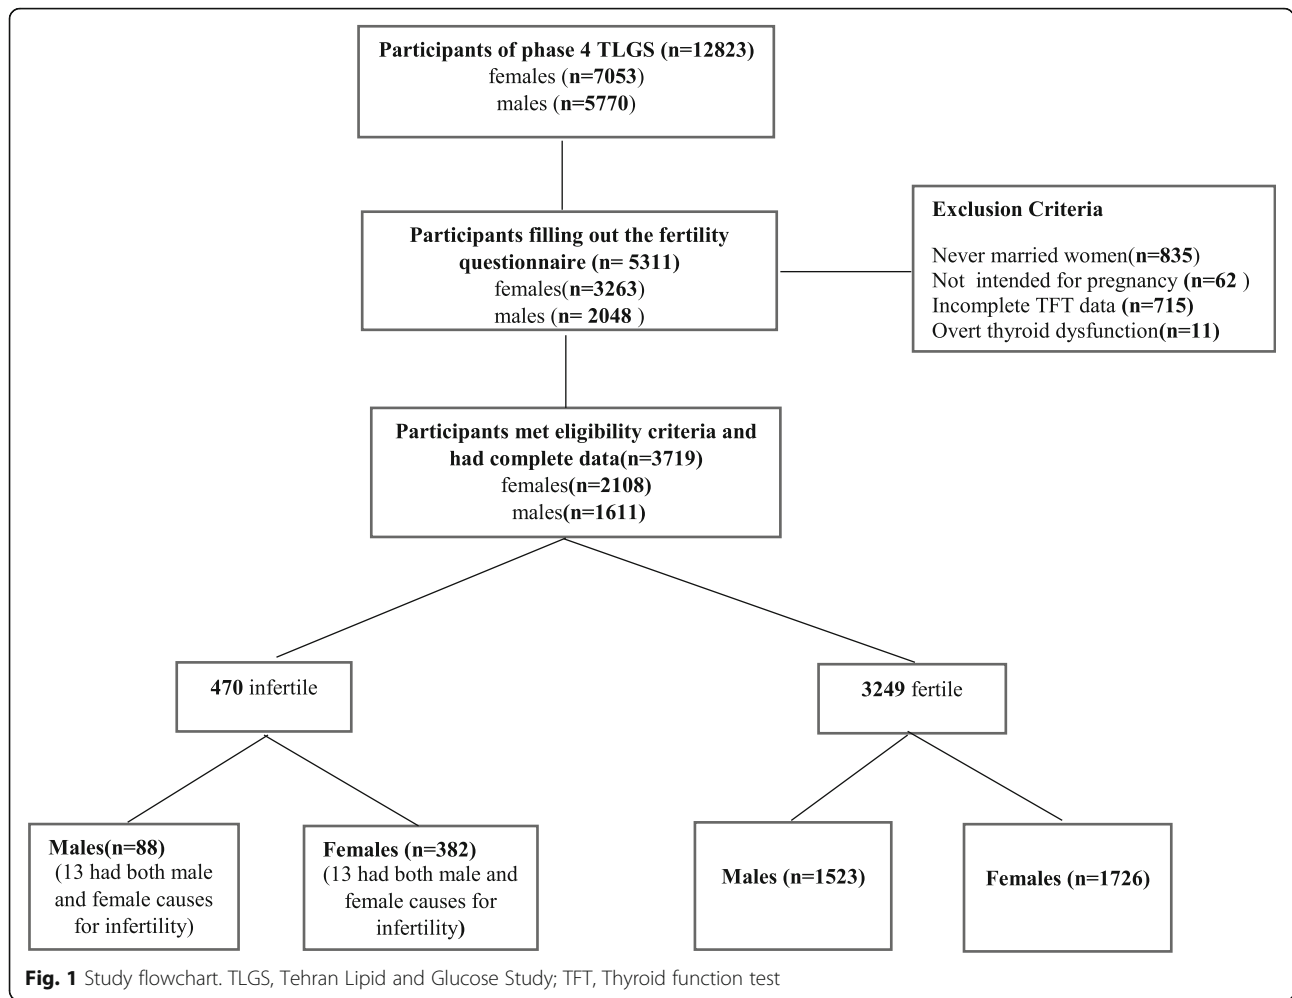 Participants of phase 4 TLGS (n=12823)
females (n=7053)
males (n=5770)
Participants filling out the fertility
questionnaire (n= 5311)
females(n=3263)
males (n= 2048 )
Exclusion Criteria
Never married women(n=835)
Not intended for pregnancy (n=62 )
Incomplete TFT data (n=715)
Overt thyroid dysfunction(n=11)
Participants met eligibility criteria and
had complete data(n=3719)
females(n=2108)
males(n=1611)
470 infertile
3249 fertile
Males(n=88)
(13 had both male
and female causes
for infertility)
Females (n=382)
(13 had both male and
female causes for
infertility)
Males (n=1523)
Females (n=1726)
Fig. 1 Study flowchart. TLGS, Tehran Lipid and Glucose Study; TFT, Thyroid function test